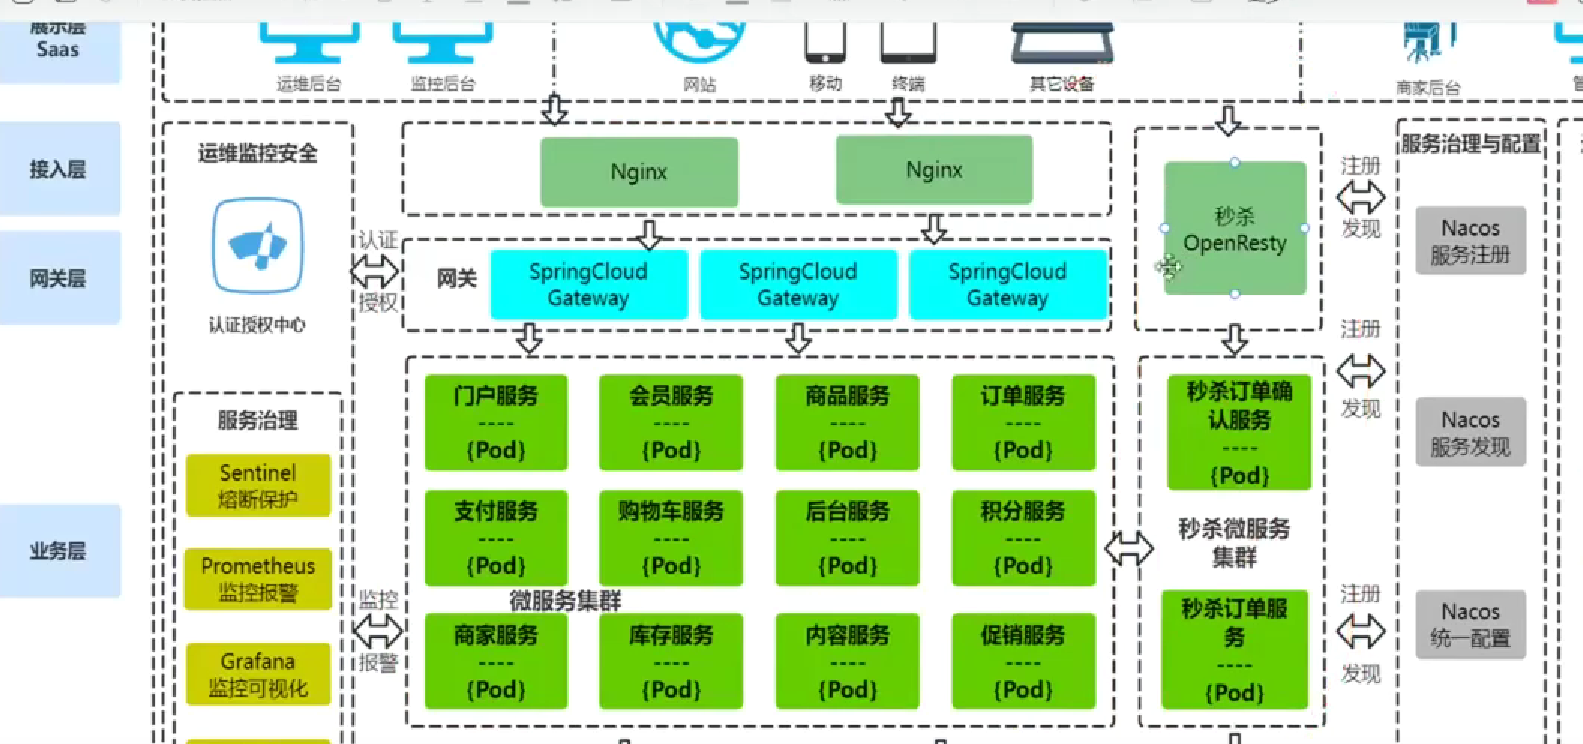 展示层
Saas
运维后台
监控后台
网站
移动
终端
其它设备
商家后台
接入层
网关层
业务层
运维监控安全
认证授权中心
认证
授权
服务治理
Sentinel
熔断保护
Prometheus
监控报警
Grafana
监控可视化
监控
报警
Nginx
Nginx
网关
SpringCloud
Gateway
SpringCloud
Gateway
SpringCloud
Gateway
门户服务
----
{Pod}
会员服务
----
{Pod}
商品服务
----
{Pod}
订单服务
----
{Pod}
支付服务
----
{Pod}
购物车服务
----
{Pod}
后台服务
----
{Pod}
积分服务
----
{Pod}
微服务集群
商家服务
----
{Pod}
库存服务
----
{Pod}
内容服务
----
{Pod}
促销服务
----
{Pod}
秒杀
OpenResty
秒杀订单确
认服务
----
{Pod}
秒杀微服务
集群
秒杀订单服
务
----
{Pod}
注册
发现
注册
发现
注册
发现
服务治理与配置
Nacos
服务注册
Nacos
服务发现
Nacos
统一配置